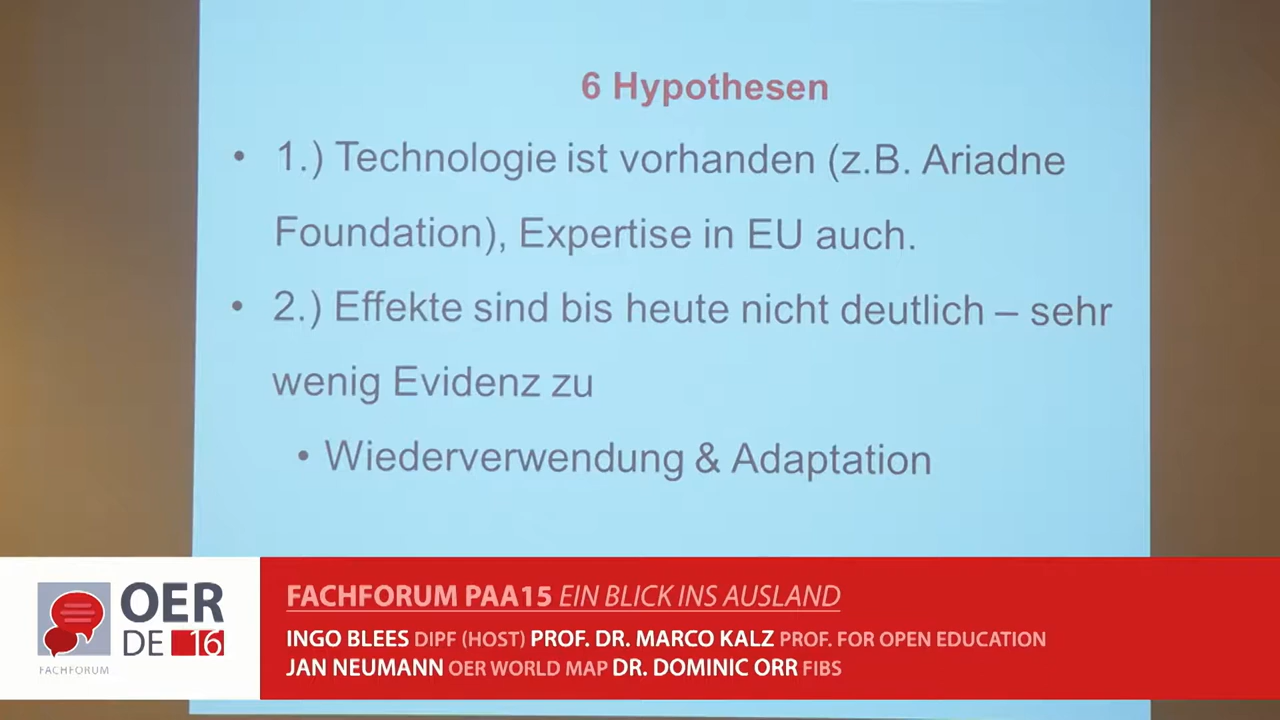 6 Hypothesen
• 1.) Technologie ist vorhanden (z.B. Ariadne
Foundation), Expertise in EU auch.
• 2.) Effekte sind bis heute nicht deutlich – sehr
wenig Evidenz zu
• Wiederverwendung & Adaptation
OER
DE 16
FACHFORUM
FACHFORUM PAA15 EIN BLICK INS AUSLAND
INGO BLEES DIPF (HOST) PROF. DR. MARCO KALZ PROF. FOR OPEN EDUCATION
JAN NEUMANN OER WORLD MAP DR. DOMINIC ORR FIBS